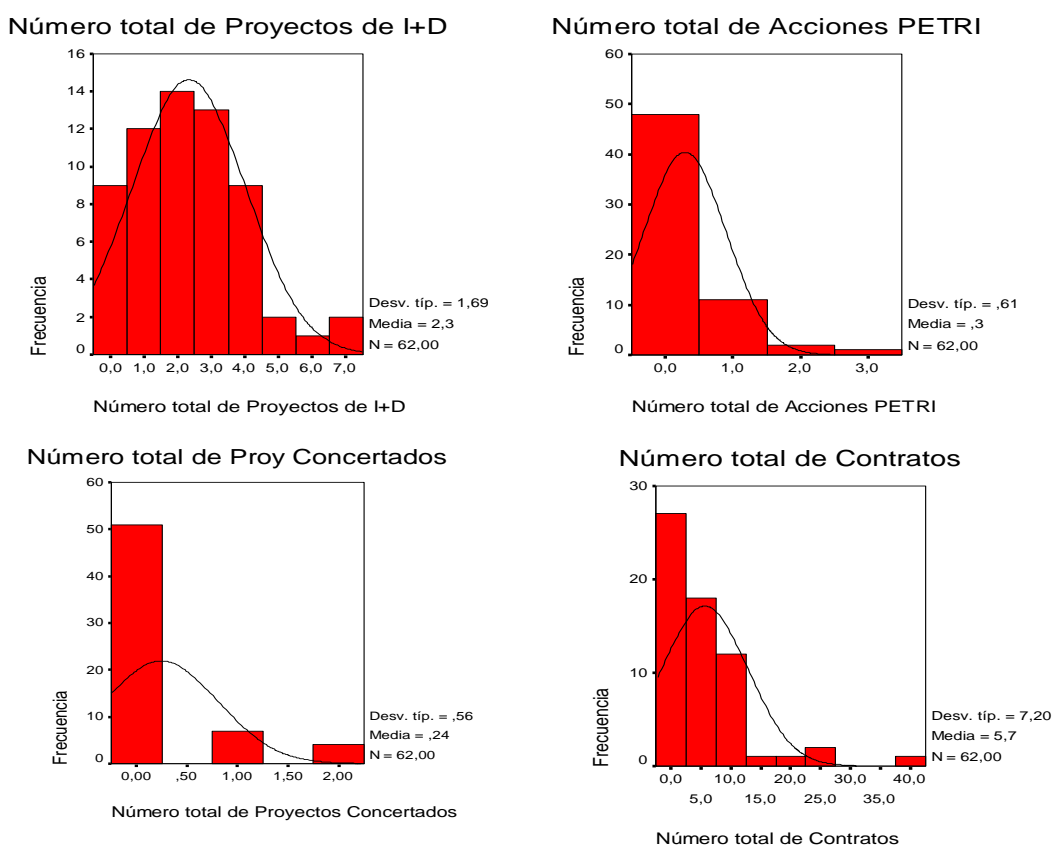 Número total de Proyectos de I+D
16
14
12
10
8
6
4
2
0
Frecuencia
0,0 1,0 2,0 3,0 4,0 5,0 6,0 7,0
Número total de Proyectos de I+D
Desv. típ. = 1,69
Media = 2,3
N = 62,00
Número total de Acciones PETRI
60
50
40
30
20
10
0
Frecuencia
0,0 1,0 2,0 3,0
Número total de Acciones PETRI
Desv. típ. = ,61
Media = ,3
N = 62,00
Número total de Proy Concertados
60
50
40
30
20
10
0
Frecuencia
0,00 ,50 1,00 1,50 2,00
Número total de Proyectos Concertados
Desv. típ. = ,56
Media = ,24
N = 62,00
Número total de Contratos
30
20
10
0
Frecuencia
0,0 10,0 20,0 30,0 40,0
5,0 15,0 25,0 35,0
Número total de Contratos
Desv. típ. = 7,20
Media = 5,7
N = 62,00